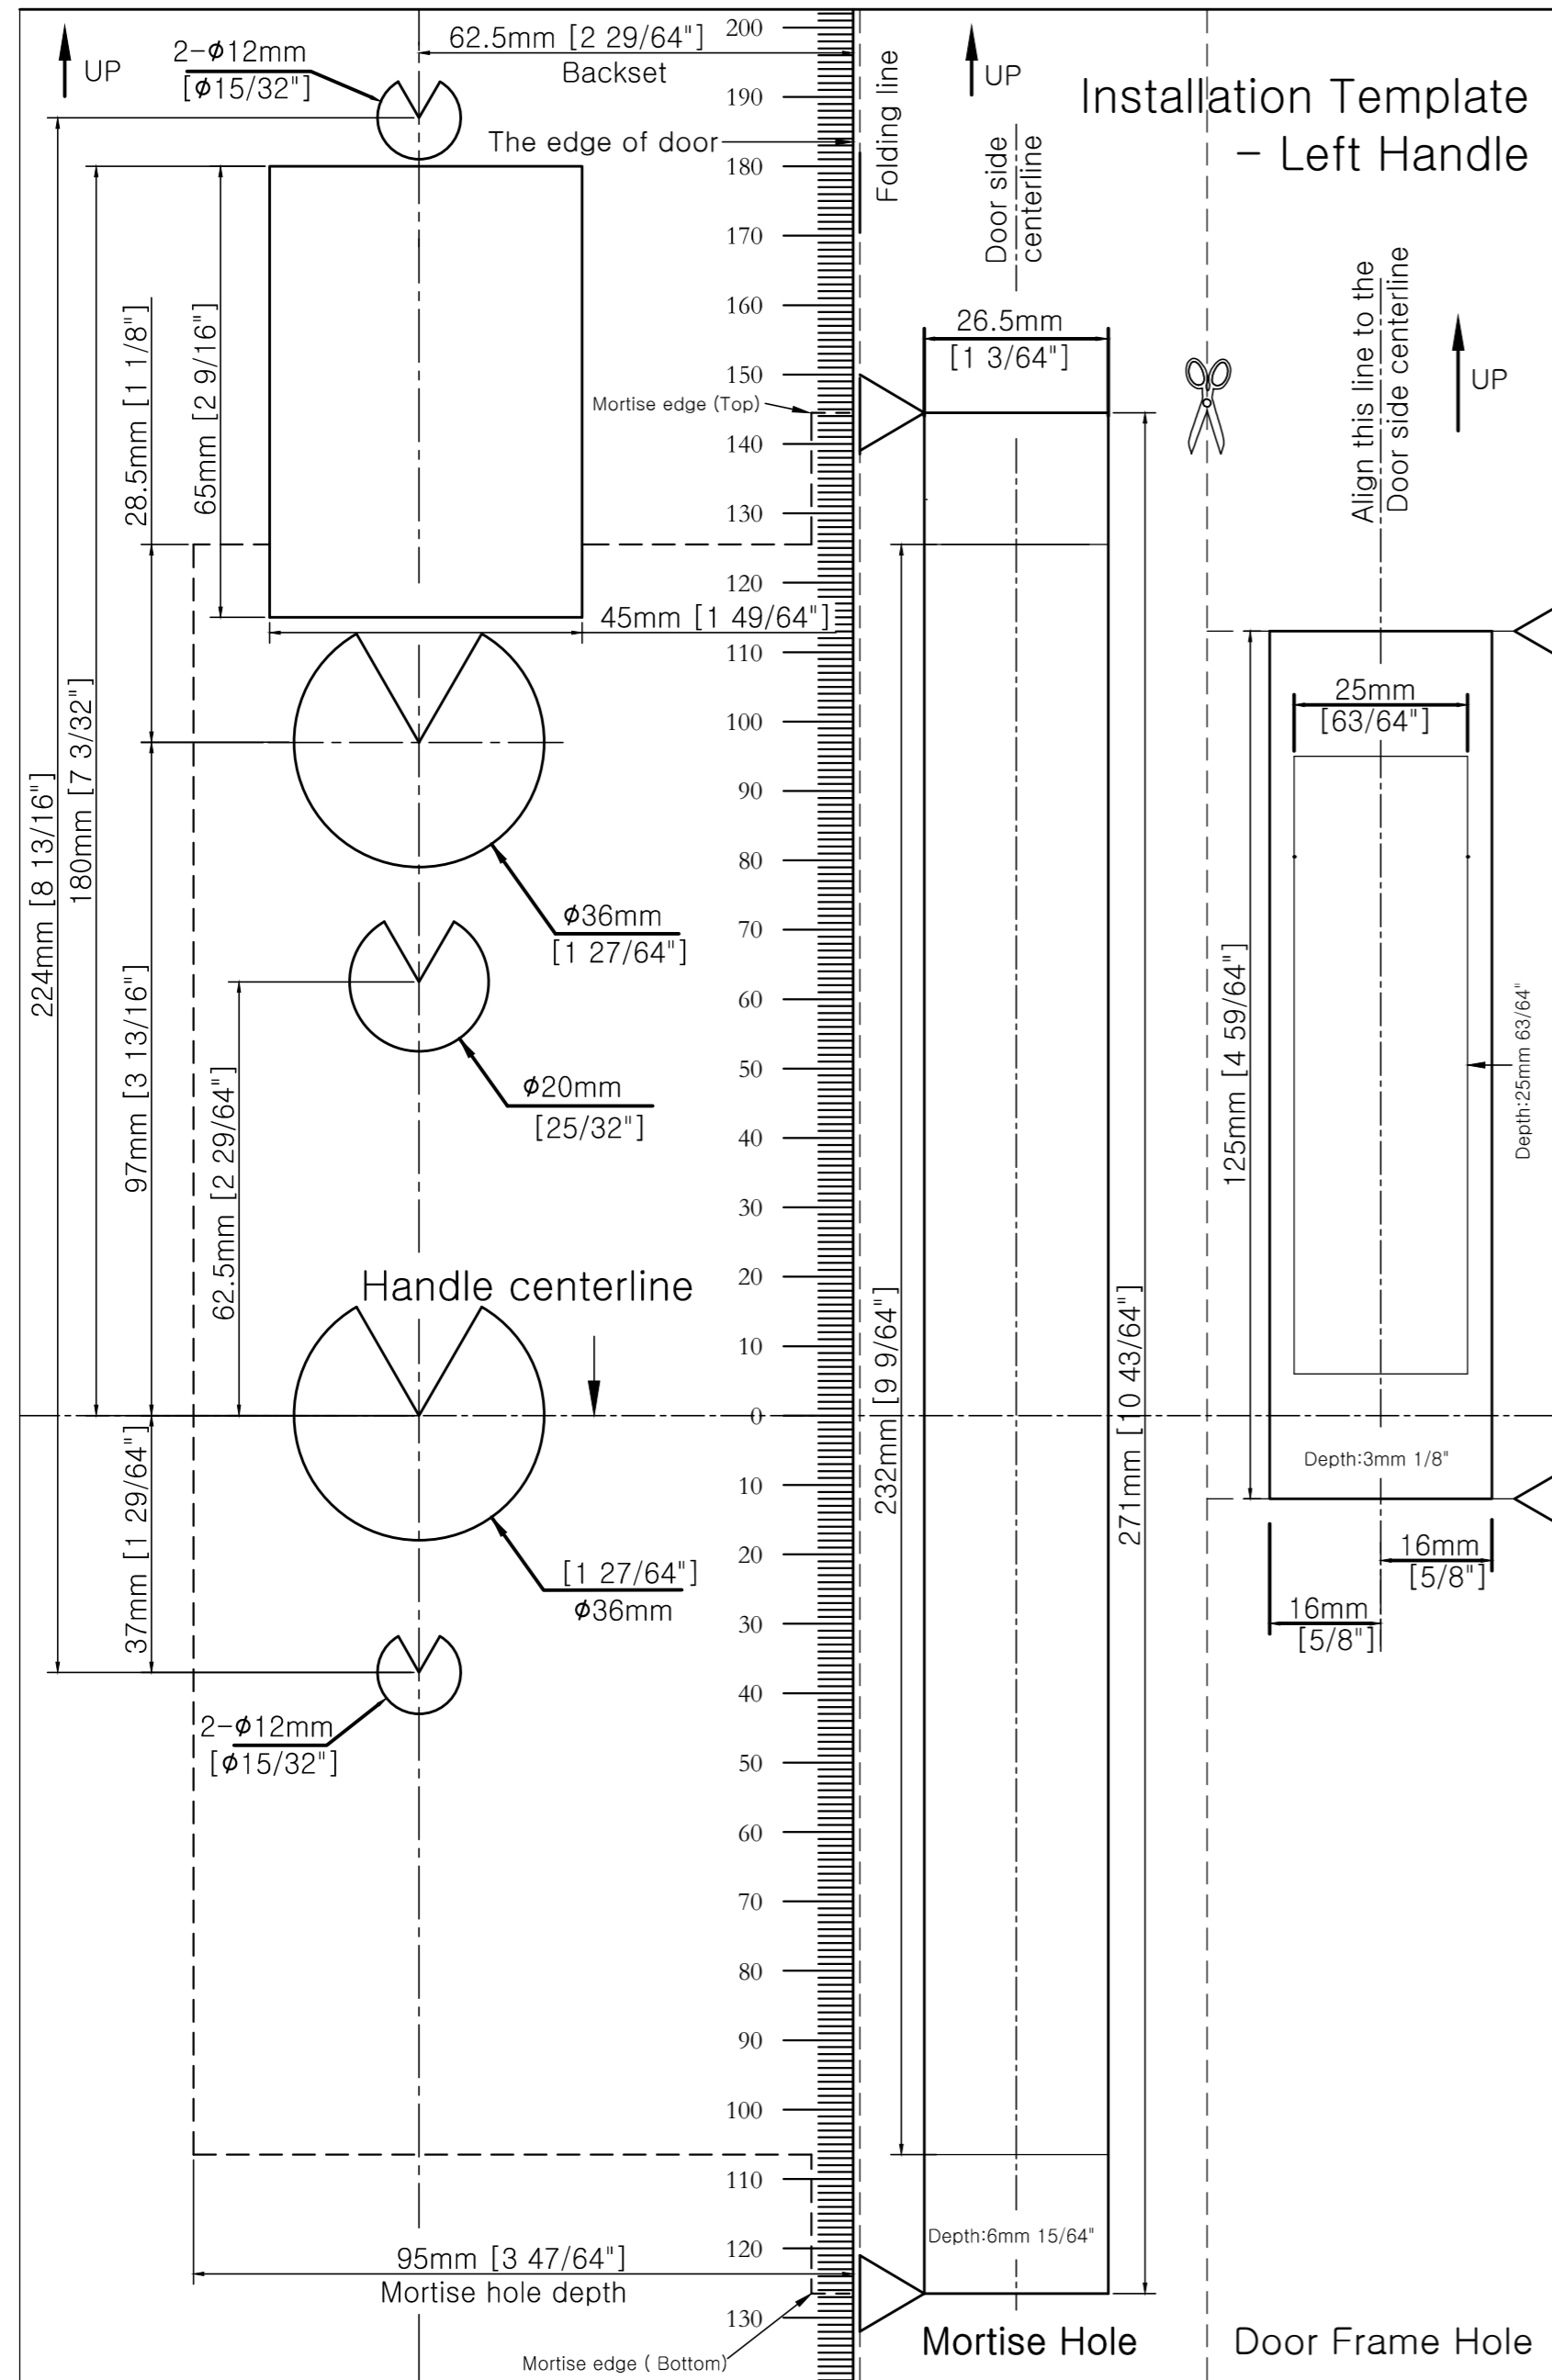 UP
2-ϕ12mm
[ϕ15/32"]
62.5mm [2 29/64"]
Backset
The edge of door
Folding line
UP
Door side
centerline
Installation Template
- Left Handle
Align this line to the
Door side centerline
UP
200
190
180
170
160
150
140
130
120
110
100
90
80
70
60
50
40
30
20
10
0
10
20
30
40
50
60
70
80
90
100
110
120
130
28.5mm [1 1/8"]
65mm [2 9/16"]
Mortise edge (Top)
26.5mm
[1 3/64"]
45mm [1 49/64"]
224mm [8 13/16"]
180mm [7 3/32"]
97mm [3 13/16"]
62.5mm [2 29/64"]
ϕ36mm
[1 27/64"]
ϕ20mm
[25/32"]
Handle centerline
37mm [1 29/64"]
[1 27/64"]
ϕ36mm
2-ϕ12mm
[ϕ15/32"]
232mm [9 9/64"]
271mm [10 43/64"]
25mm
[63/64"]
125mm [4 59/64"]
Depth:25mm 63/64"
Depth:3mm 1/8"
16mm
[5/8"]
16mm
[5/8"]
Depth:6mm 15/64"
95mm [3 47/64"]
Mortise hole depth
Mortise edge ( Bottom)
Mortise Hole
Door Frame Hole